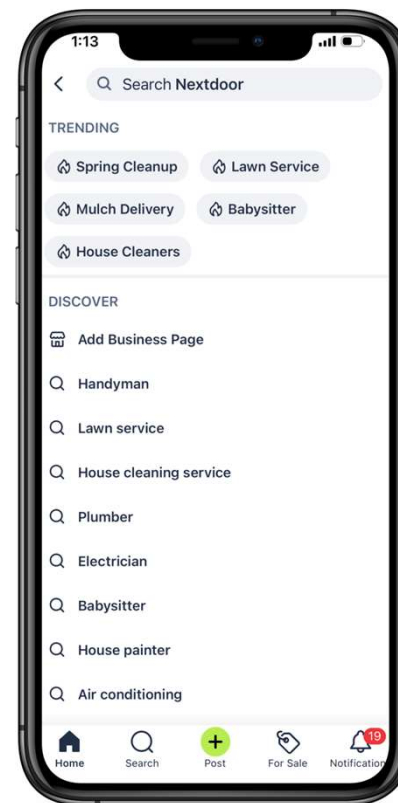 1:13
Search Nextdoor
TRENDING
Spring Cleanup Lawn Service
Mulch Delivery Babysitter
House Cleaners
DISCOVER
Add Business Page
Handyman
Lawn service
House cleaning service
Plumber
Electrician
Babysitter
House painter
Air conditioning
19
Home Search Post For Sale Notification